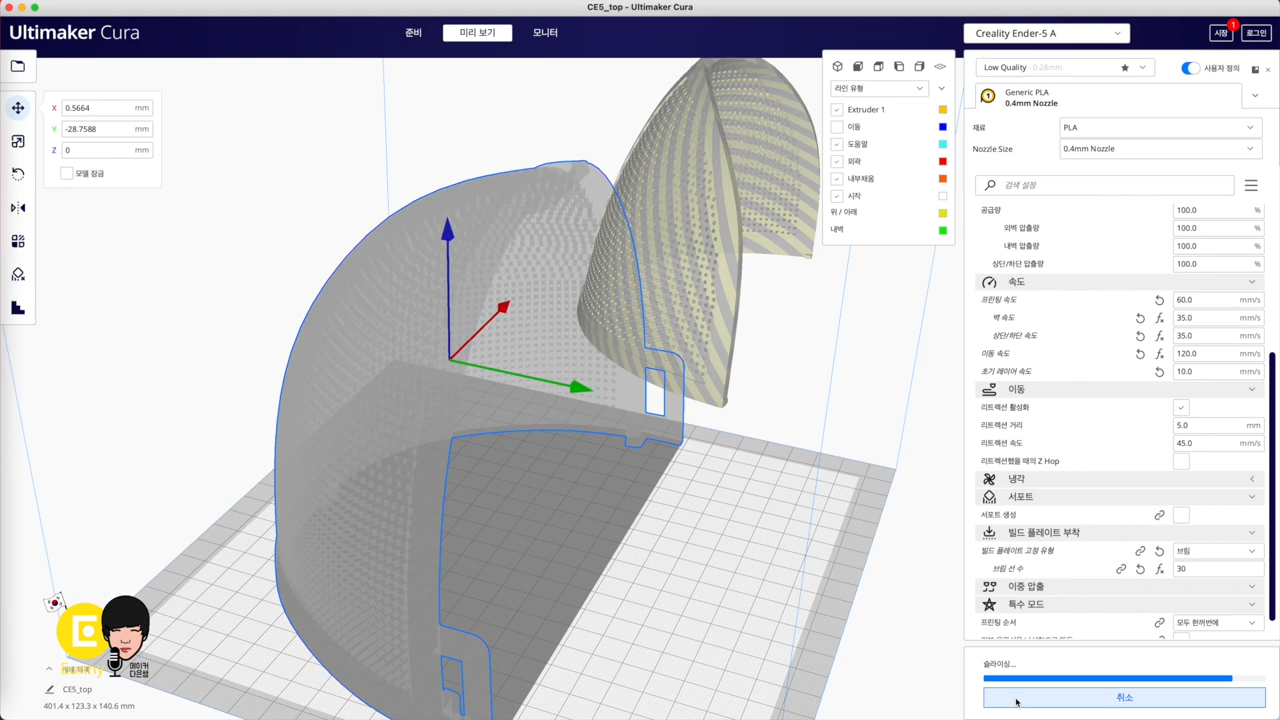 CE5_top - Ultimaker Cura
Ultimaker Cura
준비
미리 보기
모니터
Creality Ender-5 A
시장
1
로그인
X 0.5664 mm
Y -28.7588 mm
Z 0 mm
모델 잠금
라인 유형
Extruder 1
이동
도움말
외곽
내부채움
시작
위 / 아래
내벽
Low Quality - 0.28mm
사용자 정의
1
Generic PLA
0.4mm Nozzle
재료 PLA
Nozzle Size 0.4mm Nozzle
검색 설정
공급량 100.0 %
외벽 압출량 100.0 %
내벽 압출량 100.0 %
상단/하단 압출량 100.0 %
속도
프린팅 속도 60.0 mm/s
벽 속도 35.0 mm/s
상단/하단 속도 35.0 mm/s
이동 속도 120.0 mm/s
초기 레이어 속도 10.0 mm/s
이동
리트렉션 활성화
리트렉션 거리 5.0 mm
리트렉션 속도 45.0 mm/s
리트렉션했을 때의 Z Hop
냉각
서포트
서포트 생성
빌드 플레이트 부착
빌드 플레이트 고정 유형 브림
브림 선 수 30
이중 압출
특수 모드
프린팅 순서 모두 한꺼번에
슬라이싱...
취소
메이커
다은쌤
CE5_top
401.4 x 123.3 x 140.6 mm